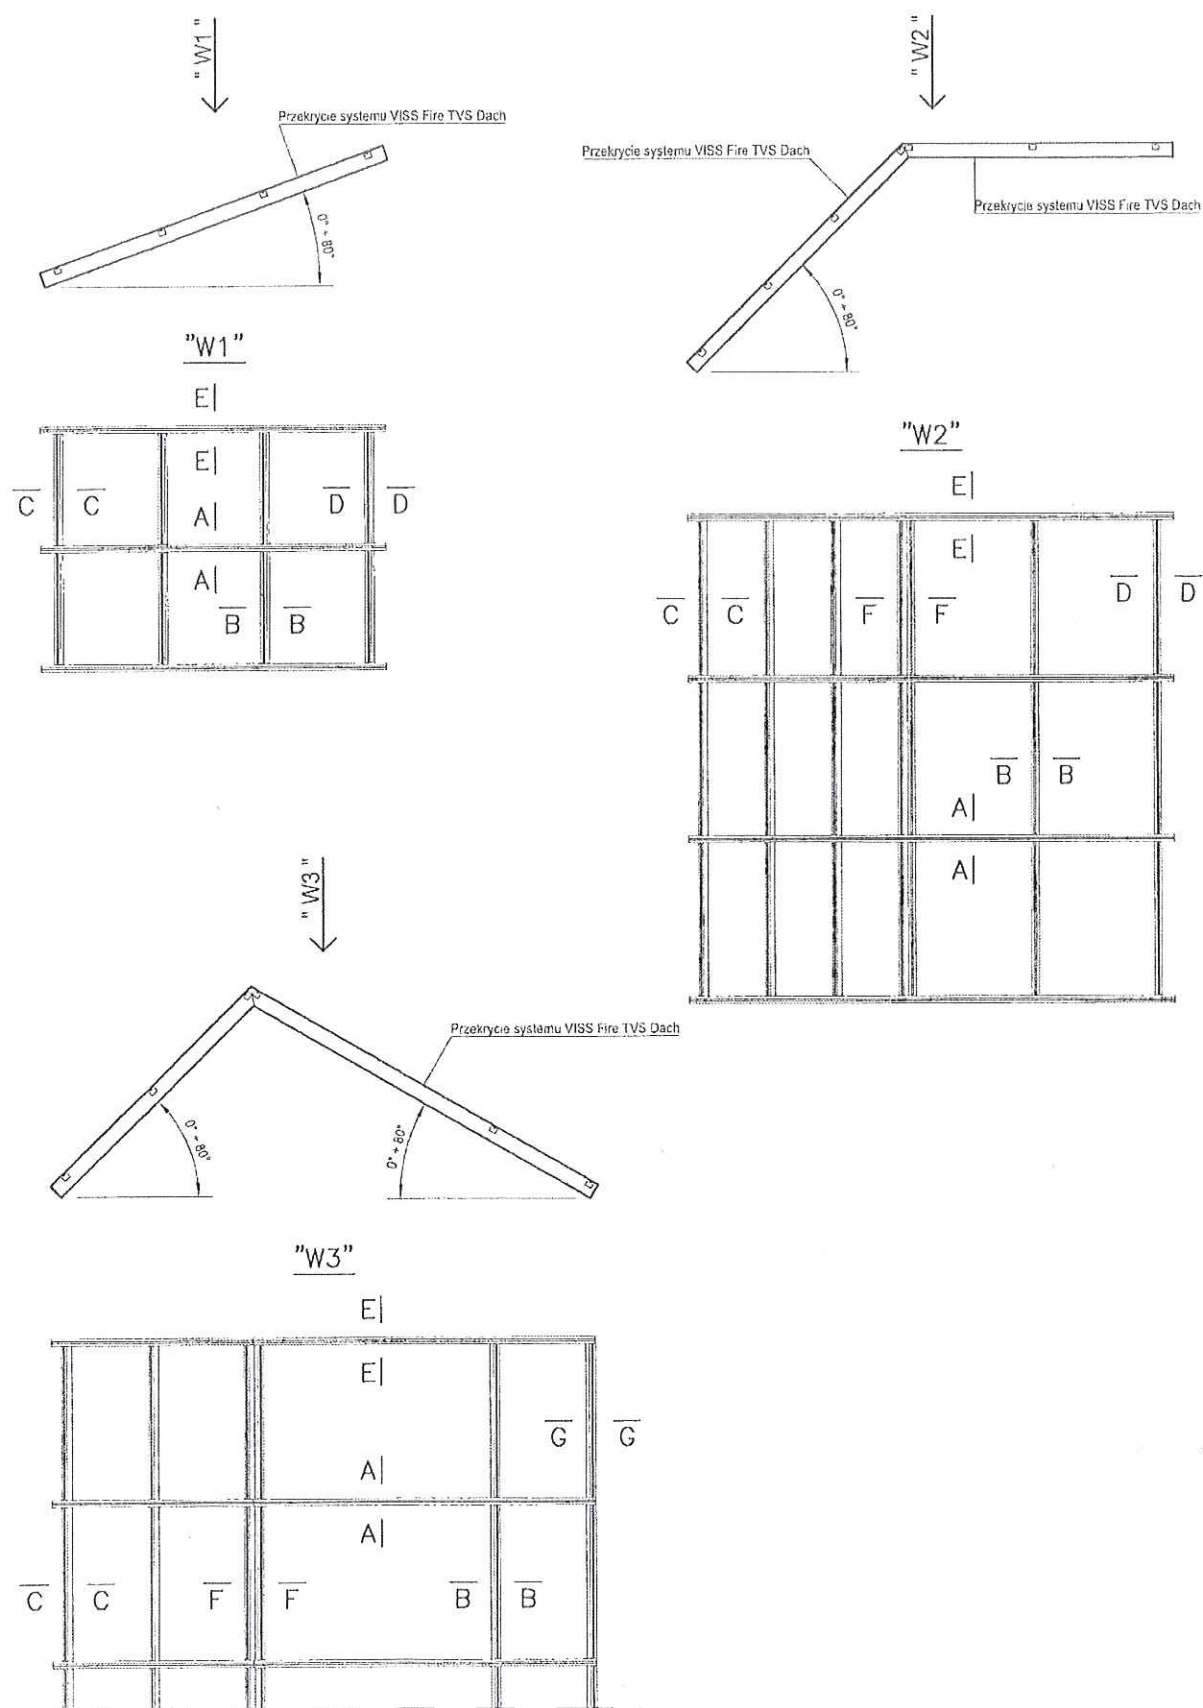 "W1"
Przekrycie systemu VISS Fire TVS Dach
0° ÷ 80°
"W1"
E
E
C C D D
A
A
B B
"W2"
Przekrycie systemu VISS Fire TVS Dach
Przekrycie systemu VISS Fire TVS Dach
0° ÷ 80°
"W2"
E
E
C C F F D D
B B
A
A
"W3"
Przekrycie systemu VISS Fire TVS Dach
0° ÷ 80°
0° ÷ 80°
"W3"
E
E
G G
A
A
C C F F B B